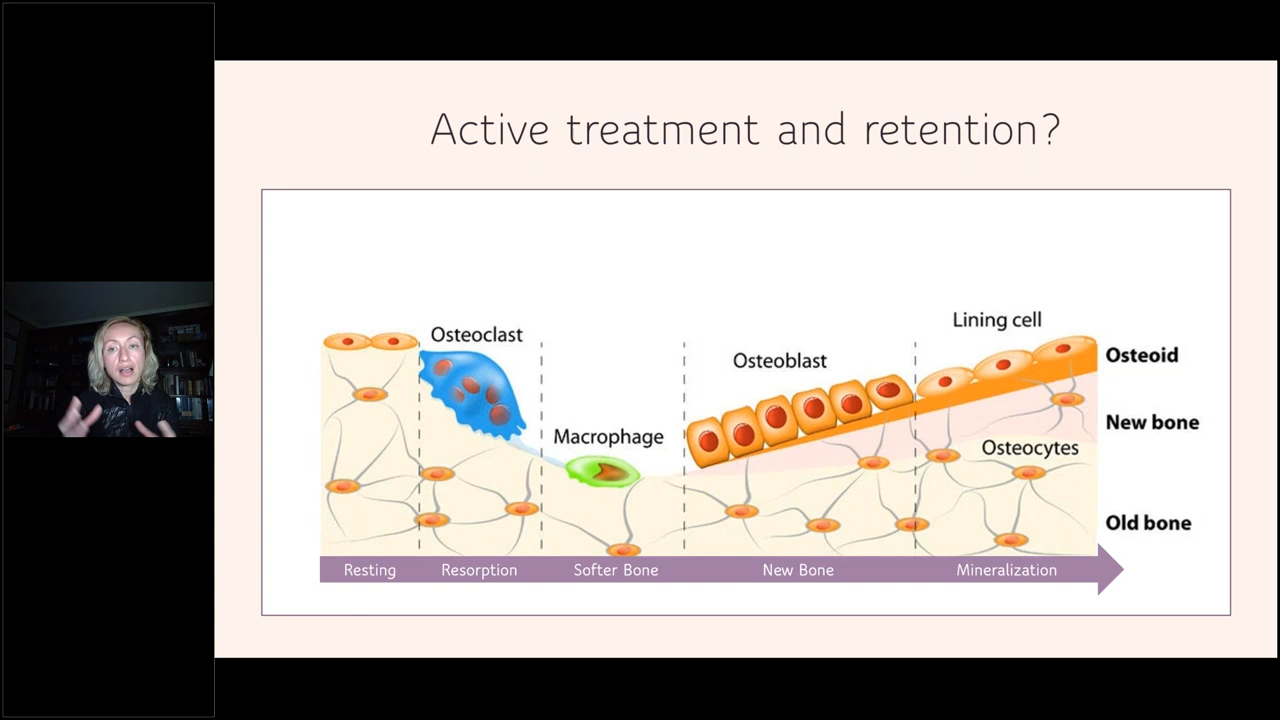 Active treatment and retention?
Lining cell
Osteoclast
Osteoblast
Osteoid
Macrophage
New bone
Osteocytes
Old bone
Resting
Resorption
Softer Bone
New Bone
Mineralization